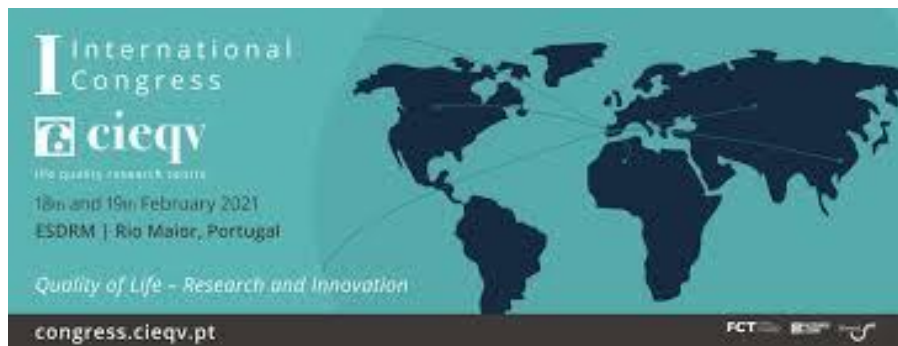 I International
Congress
cieqv
life quality research centre
18th and 19th February 2021
ESDRM | Rio Maior, Portugal
Quality of Life – Research and Innovation
congress.cieqv.pt
FCT